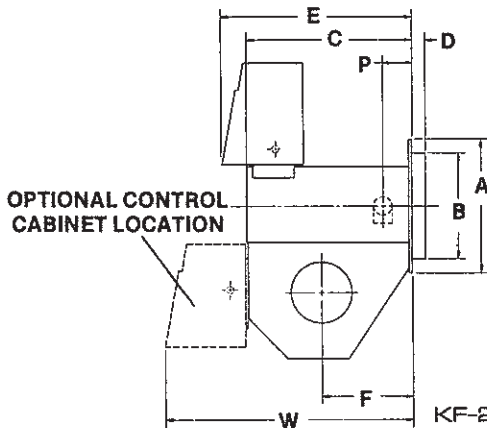 E
C
D
P
A
B
OPTIONAL CONTROL
CABINET LOCATION
F
W
KF-2